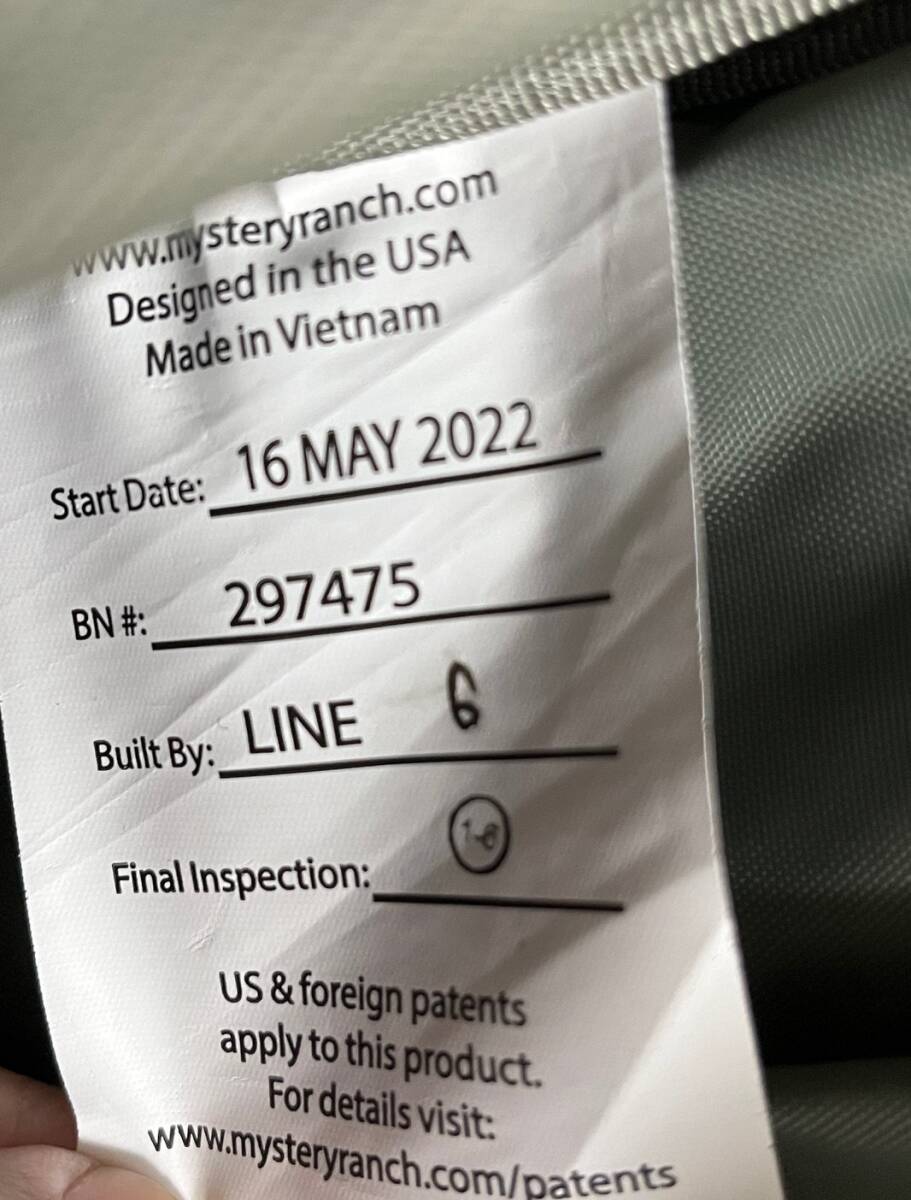 www.mysteryranch.com
Designed in the USA
Made in Vietnam
Start Date: 16 MAY 2022
BN #: 297475
Built By: LINE 6
Final Inspection:
US & foreign patents
apply to this product.
For details visit:
www.mysteryranch.com/patents